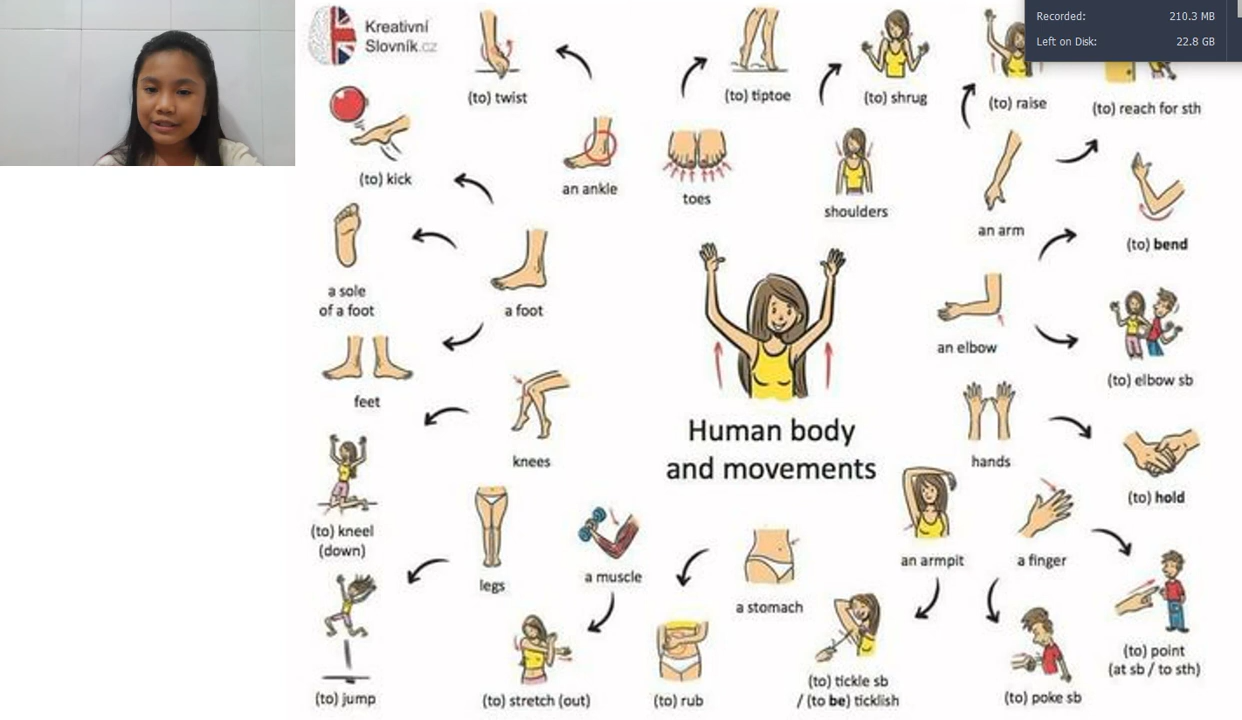 Kreativní
Slovník.cz
Recorded: 210.3 MB
Left on Disk: 22.8 GB
(to) twist
(to) tiptoe
(to) shrug
(to) raise
(to) reach for sth
(to) kick
an ankle
toes
shoulders
an arm
(to) bend
a sole
of a foot
a foot
an elbow
(to) elbow sb
feet
knees
Human body
and movements
hands
(to) hold
(to) kneel
(down)
legs
a muscle
a stomach
an armpit
a finger
(to) jump
(to) stretch (out)
(to) rub
(to) tickle sb
/ (to be) ticklish
(to) poke sb
(to) point
(at sb / to sth)